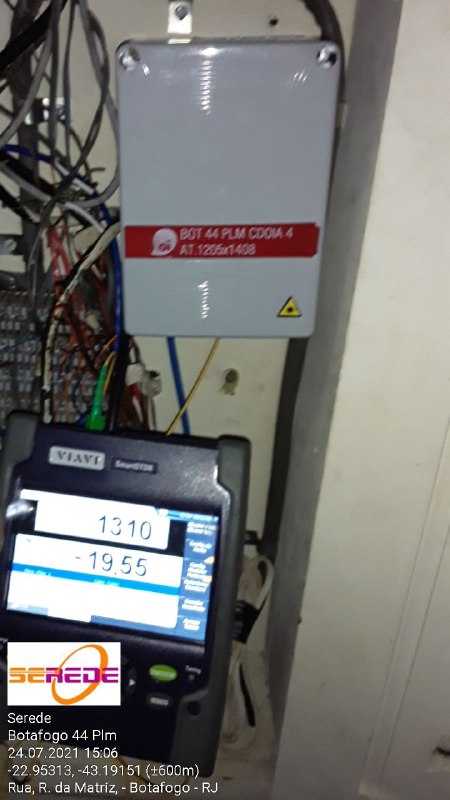 oi
BOT 44 PLM CDOIA 4
AT.1205x1408
VIAVI
SmartOTDR
1310
-19.55
SEREDE
Serede
Botafogo 44 Plm
24.07.2021 15:06
-22.95313, -43.19151 (±600m)
Rua, R. da Matriz, - Botafogo - RJ